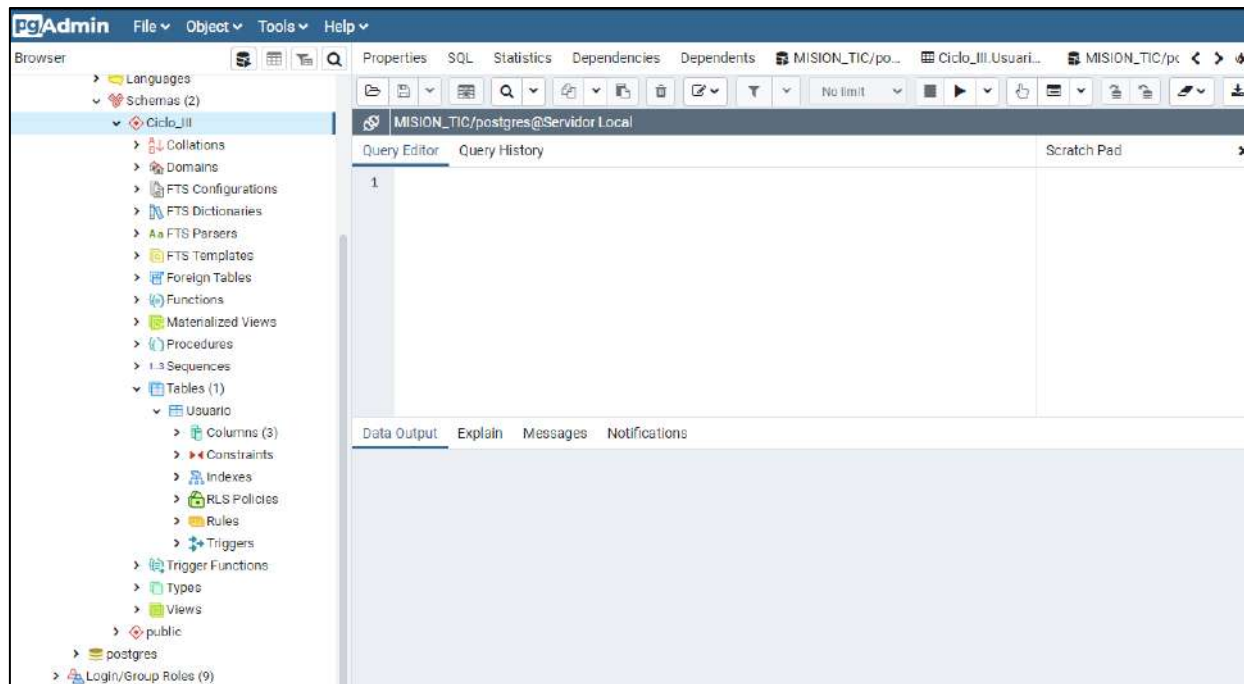 pgAdmin File Object Tools Help
Browser
Properties SQL Statistics Dependencies Dependents MISION_TIC/po... Ciclo_III.Usuari... MISION_TIC/pc
No limit
MISION_TIC/postgres@Servidor Local
Query Editor Query History
Scratch Pad
1
Data Output Explain Messages Notifications
Languages
Schemas (2)
Ciclo_III
Collations
Domains
FTS Configurations
FTS Dictionaries
Aa FTS Parsers
FTS Templates
Foreign Tables
Functions
Materialized Views
Procedures
1..3 Sequences
Tables (1)
Usuario
Columns (3)
Constraints
Indexes
RLS Policies
Rules
Triggers
Trigger Functions
Types
Views
public
postgres
Login/Group Roles (9)